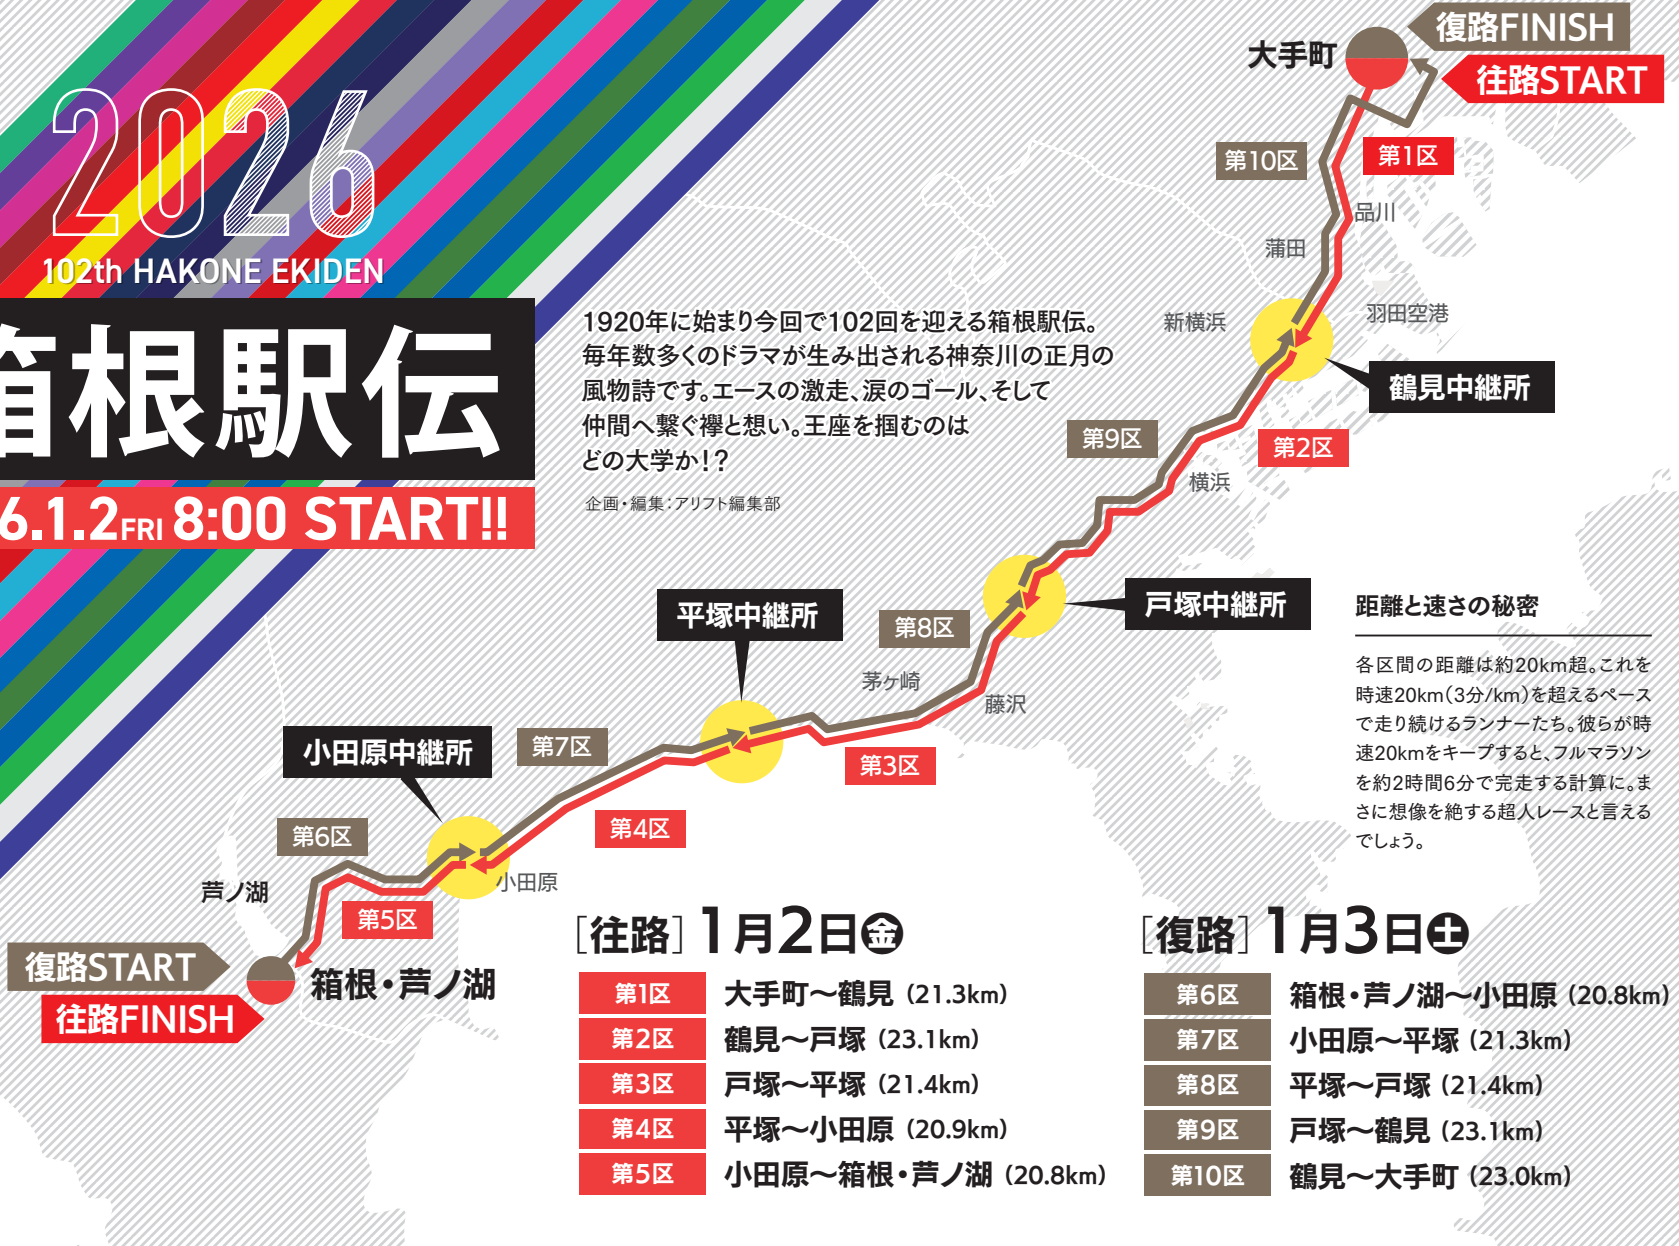 2026
102th HAKONE EKIDEN
箱根駅伝
6.1.2FRI 8:00 START!!
1920年に始まり今回で102回を迎える箱根駅伝。
毎年数多くのドラマが生み出される神奈川の正月の
風物詩です。エースの激走、涙のゴール、そして
仲間へ繋ぐ襷と想い。王座を掴むのは
どの大学か!?
企画・編集:アリフト編集部
復路FINISH
大手町
往路START
第10区
第1区
品川
蒲田
羽田空港
新横浜
鶴見中継所
第9区
第2区
横浜
戸塚中継所
平塚中継所
第8区
茅ヶ崎
藤沢
小田原中継所
第7区
第3区
第4区
第6区
小田原
芦ノ湖
第5区
復路START
箱根・芦ノ湖
往路FINISH
距離と速さの秘密
各区間の距離は約20km超。これを
時速20km(3分/km)を超えるペース
で走り続けるランナーたち。彼らが時
速20kmをキープすると、フルマラソン
を約2時間6分で完走する計算に。ま
さに想像を絶する超人レースと言える
でしょう。
[往路] 1月2日金
第1区 大手町〜鶴見(21.3km)
第2区 鶴見〜戸塚(23.1km)
第3区 戸塚〜平塚(21.4km)
第4区 平塚〜小田原(20.9km)
第5区 小田原〜箱根・芦ノ湖(20.8km)
[復路] 1月3日土
第6区 箱根・芦ノ湖〜小田原(20.8km)
第7区 小田原〜平塚(21.3km)
第8区 平塚〜戸塚(21.4km)
第9区 戸塚〜鶴見(23.1km)
第10区 鶴見〜大手町(23.0km)